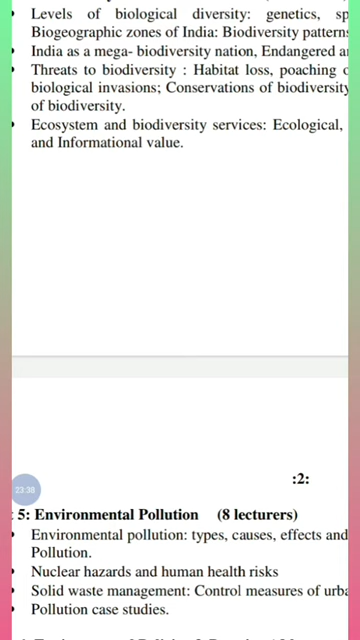 Levels of biological diversity: genetics, sp
Biogeographic zones of India: Biodiversity pattern
India as a mega- biodiversity nation, Endangered a
Threats to biodiversity : Habitat loss, poaching
biological invasions; Conservations of biodiversity
of biodiversity.
Ecosystem and biodiversity services: Ecological,
and Informational value.
:2:
23:38
5: Environmental Pollution (8 lecturers)
Environmental pollution: types, causes, effects and
Pollution.
Nuclear hazards and human health risks
Solid waste management: Control measures of urba
Pollution case studies.